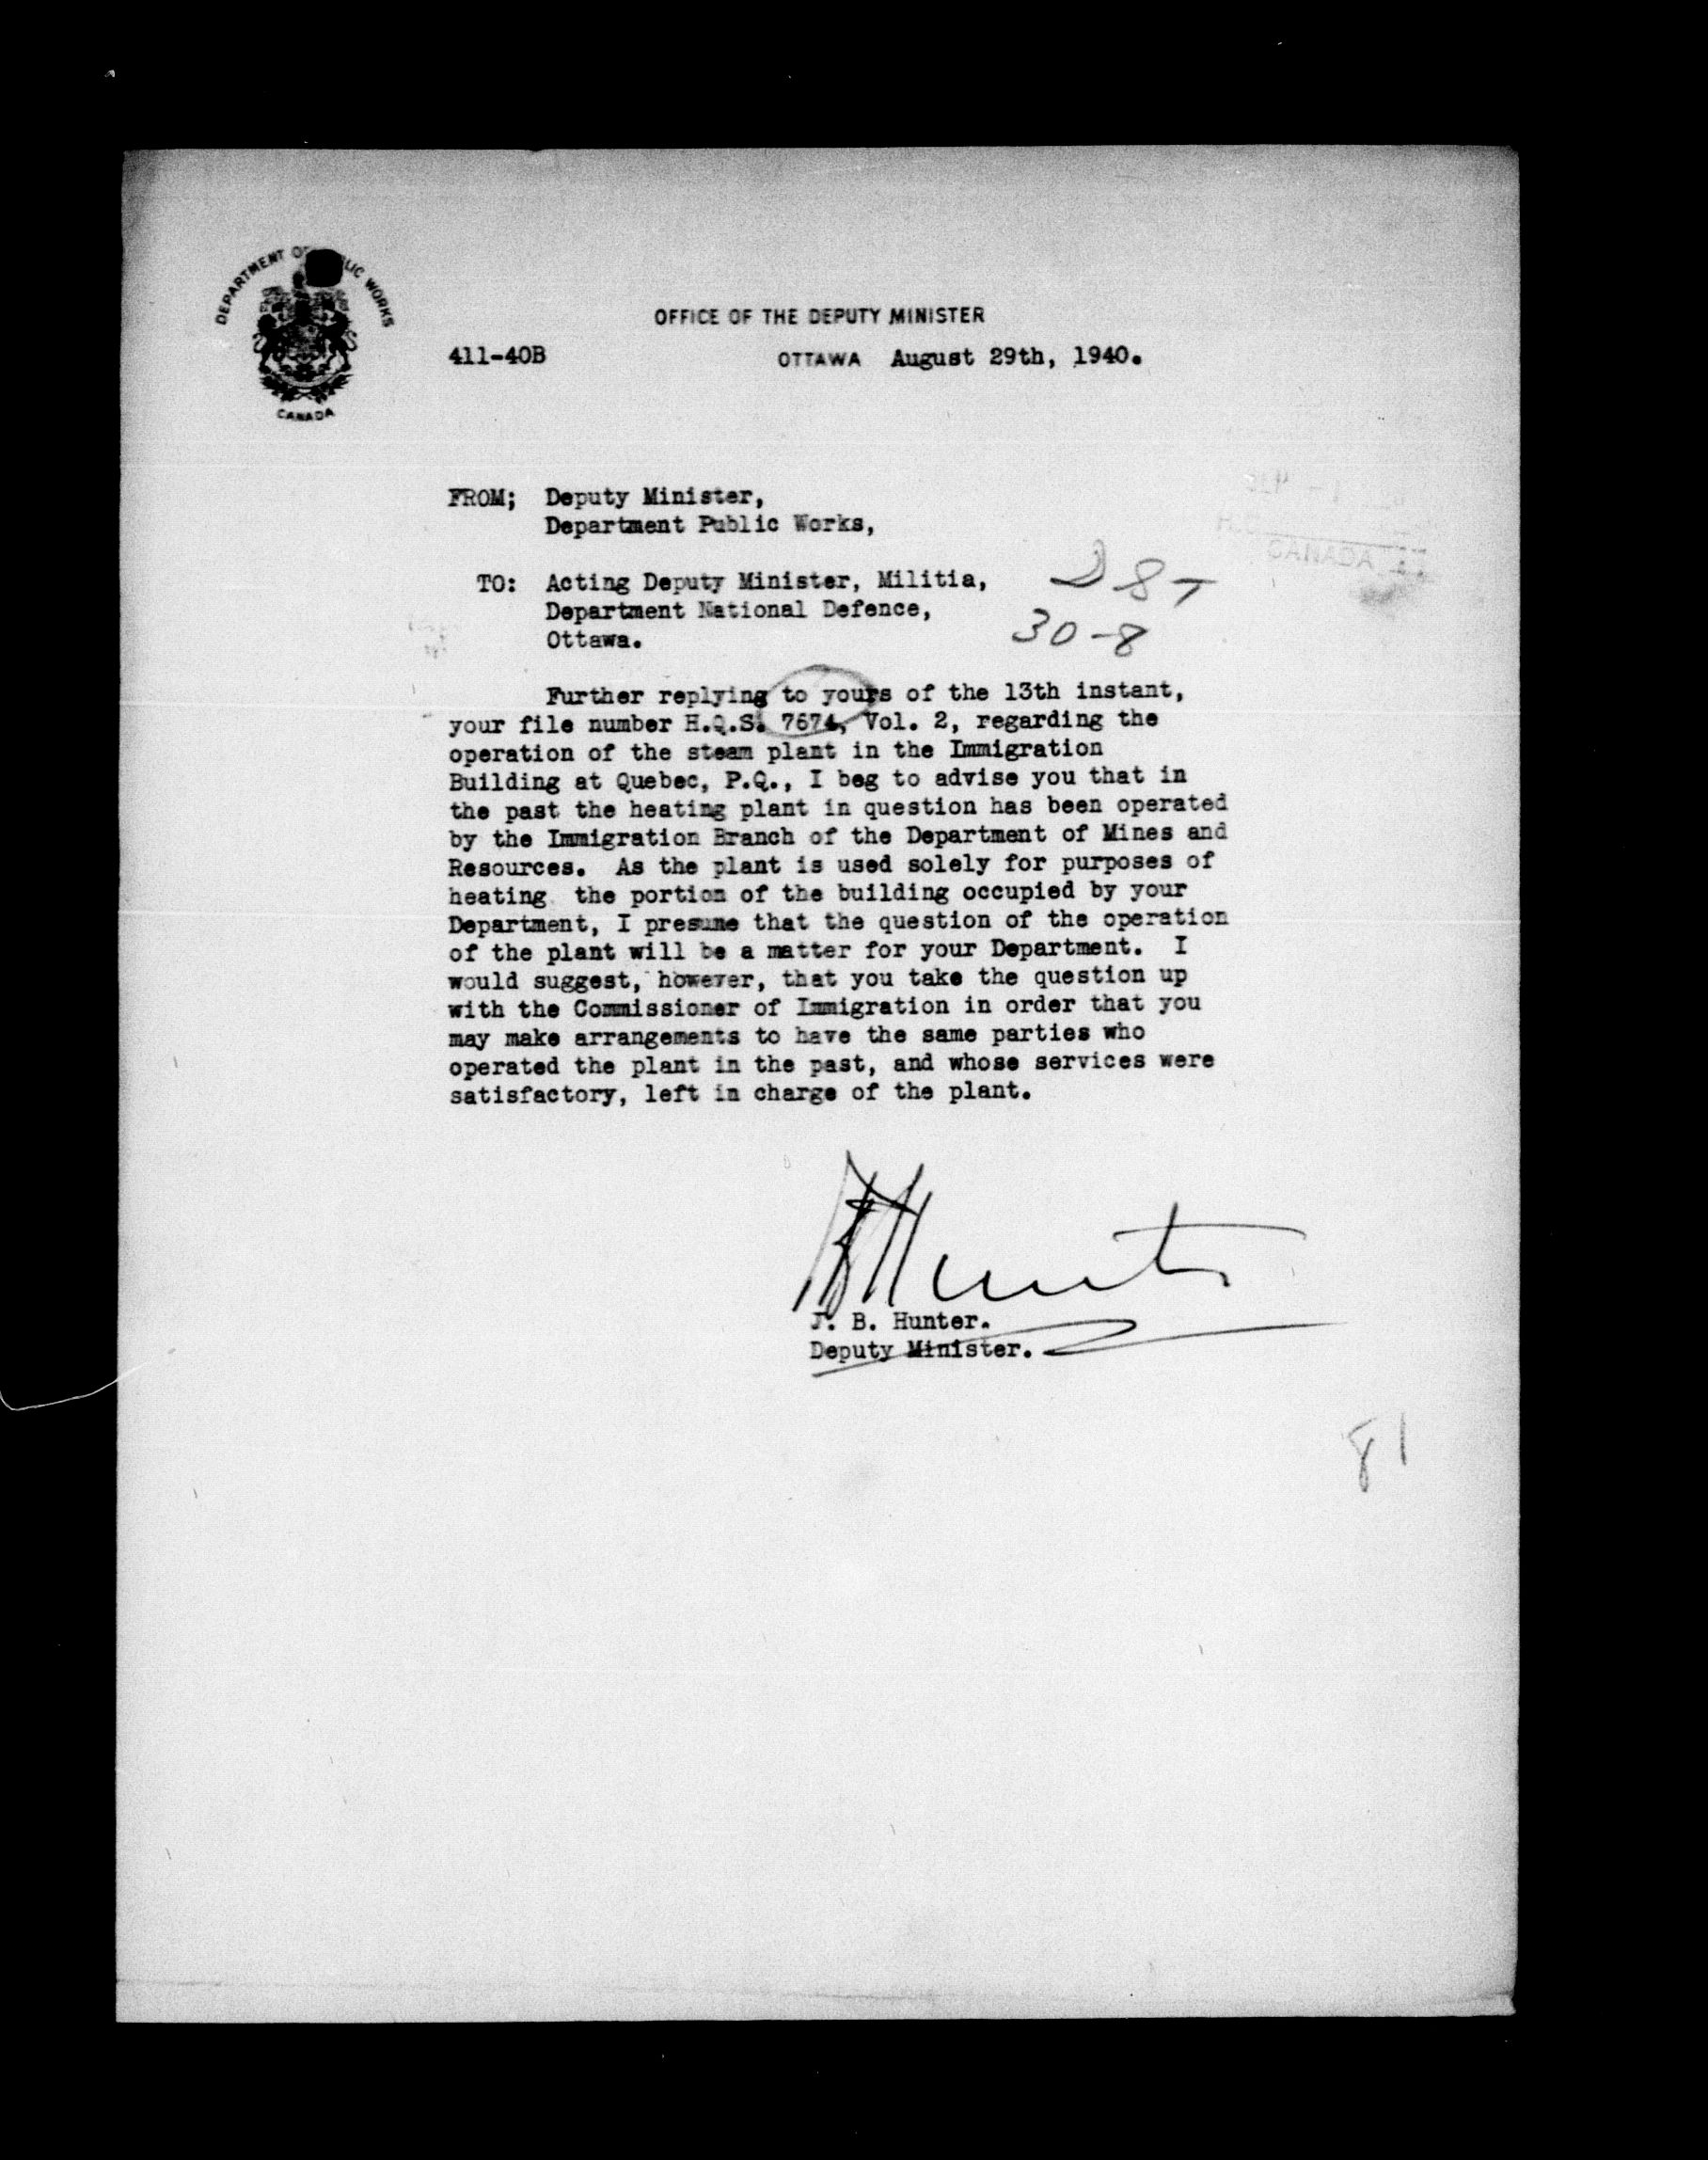 DEPARTMENT OF PUBLIC WORKS
CANADA
OFFICE OF THE DEPUTY MINISTER
411-40B OTTAWA August 29th, 1940.
FROM; Deputy Minister,
Department Public Works,
TO: Acting Deputy Minister, Militia,
Department National Defence,
Ottawa.
D S T
30-8
Further replying to yours of the 13th instant,
your file number H.Q.S. 7674, Vol. 2, regarding the
operation of the steam plant in the Immigration
Building at Quebec, P.Q., I beg to advise you that in
the past the heating plant in question has been operated
by the Immigration Branch of the Department of Mines and
Resources. As the plant is used solely for purposes of
heating the portion of the building occupied by your
Department, I presume that the question of the operation
of the plant will be a matter for your Department. I
would suggest, however, that you take the question up
with the Commissioner of Immigration in order that you
may make arrangements to have the same parties who
operated the plant in the past, and whose services were
satisfactory, left in charge of the plant.
JBHunter
J. B. Hunter.
Deputy Minister.
81